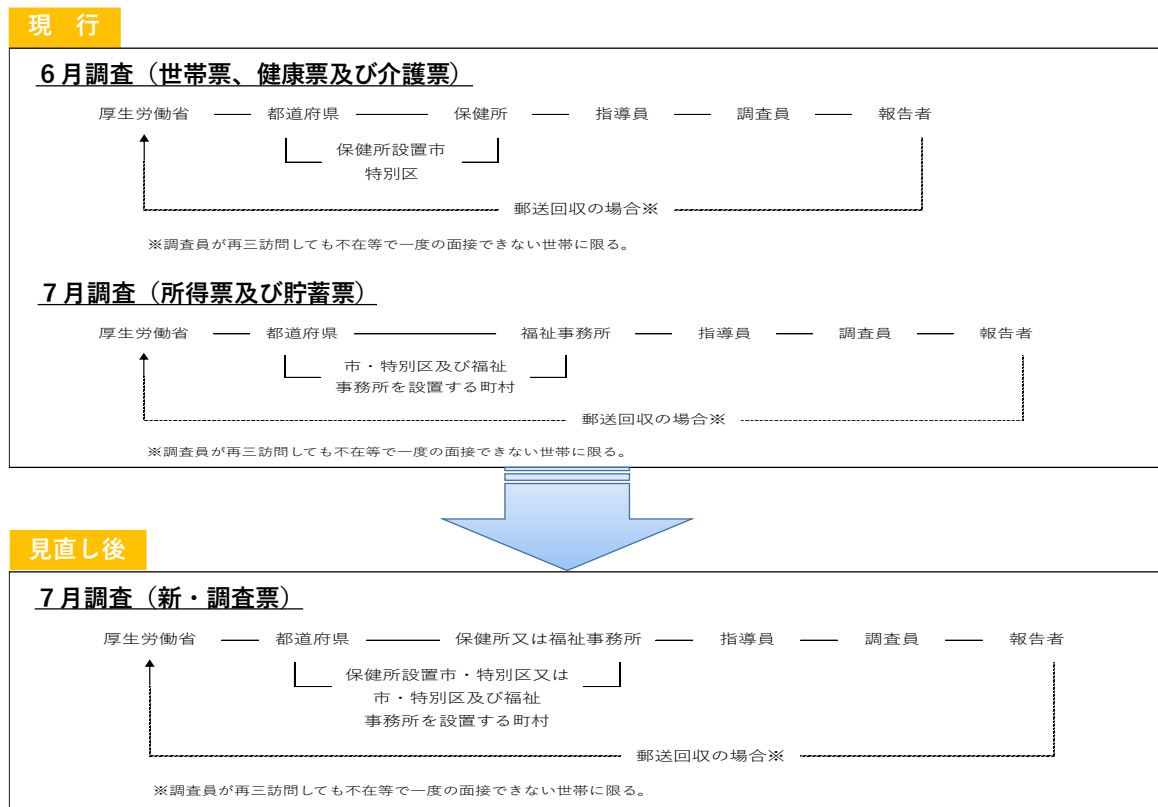 現　行
６月調査（世帯票、健康票及び介護票）
厚生労働省 都道府県 保健所 指導員 調査員 報告者
保健所設置市
特別区
郵送回収の場合※
※調査員が再三訪問しても不在等で一度の面接できない世帯に限る。
７月調査（所得票及び貯蓄票）
厚生労働省 都道府県 福祉事務所 指導員 調査員 報告者
市・特別区及び福祉
事務所を設置する町村
郵送回収の場合※
※調査員が再三訪問しても不在等で一度の面接できない世帯に限る。
見直し後
７月調査（新・調査票）
厚生労働省 都道府県 保健所又は福祉事務所 指導員 調査員 報告者
保健所設置市・特別区又は
市・特別区及び福祉
事務所を設置する町村
郵送回収の場合※
※調査員が再三訪問しても不在等で一度の面接できない世帯に限る。